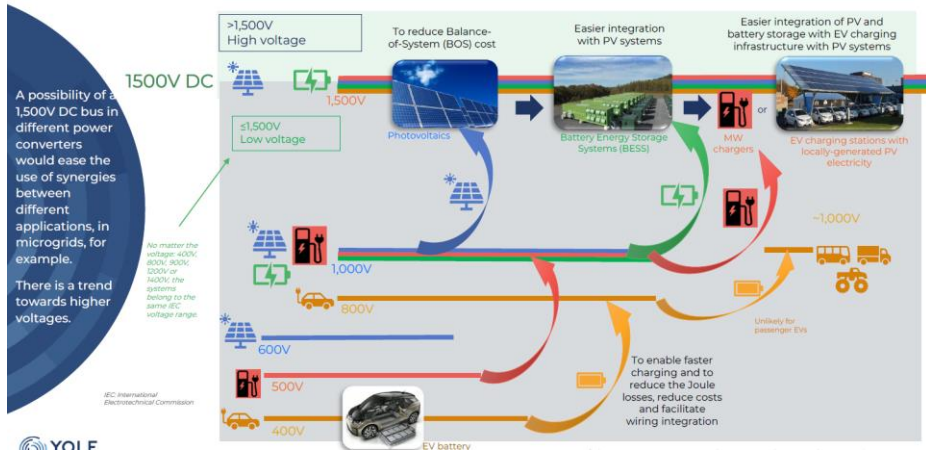 >1,500V
High voltage
To reduce Balance-
of-System (BOS) cost
Easier integration
with PV systems
Easier integration of PV and
battery storage with EV charging
infrastructure with PV systems
1500V DC
1,500V
or
≤1,500V
Low voltage
Photovoltaics
Battery Energy Storage
Systems (BESS)
MW
chargers
EV charging stations with
locally-generated PV
electricity
A possibility of a
1,500V DC bus in
different power
converters
would ease the
use of synergies
between
different
applications, in
microgrids, for
example.
There is a trend
towards higher
voltages.
No matter the
voltage: 400V,
800V, 900V,
1200V or
1400V, the
systems
belong to the
same IEC
voltage range.
~1,000V
1,000V
800V
Unlikely for
passenger EVs
600V
To enable faster
charging and to
reduce the Joule
losses, reduce costs
and facilitate
wiring integration
500V
IEC: International
Electrotechnical Commission
400V
EV battery
YOLE